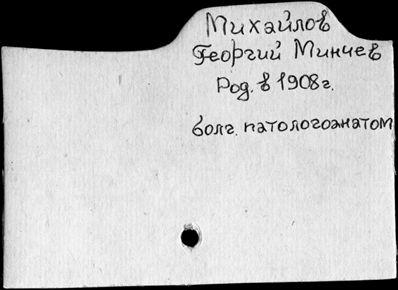 Михайлов
Георгий Минчев
Род. в 1908 г.
болг. патологоанатом